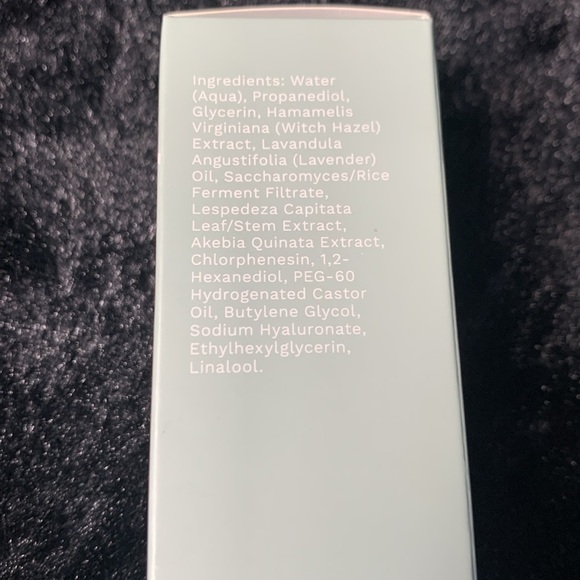 Ingredients: Water
(Aqua), Propanediol,
Glycerin, Hamamelis
Virginiana (Witch Hazel)
Extract, Lavandula
Angustifolia (Lavender)
Oil, Saccharomyces/Rice
Ferment Filtrate,
Lespedeza Capitata
Leaf/Stem Extract,
Akebia Quinata Extract,
Chlorphenesin, 1,2-
Hexanediol, PEG-60
Hydrogenated Castor
Oil, Butylene Glycol,
Sodium Hyaluronate,
Ethylhexylglycerin,
Linalool.